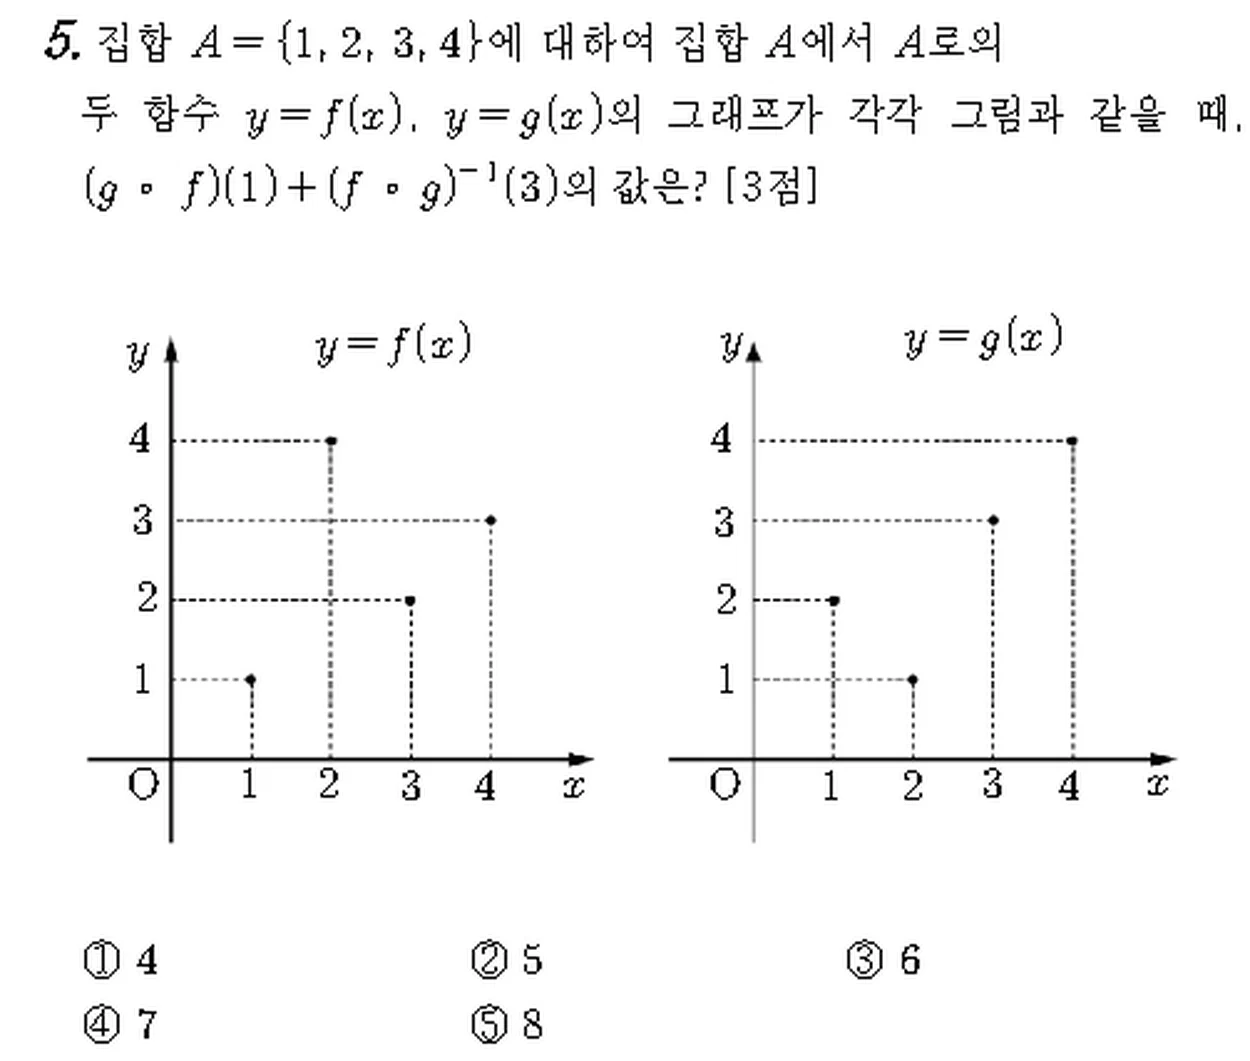 5. 집합 A={1, 2, 3, 4}에 대하여 집합 A에서 A로의
두 함수 y=f(x), y=g(x)의 그래프가 각각 그림과 같을 때,
(g∘f)(1)+(f∘g)⁻¹(3)의 값은? [3점]
y y=f(x)
4
3
2
1
O 1 2 3 4 x
y y=g(x)
4
3
2
1
O 1 2 3 4 x
① 4 ② 5 ③ 6
④ 7 ⑤ 8